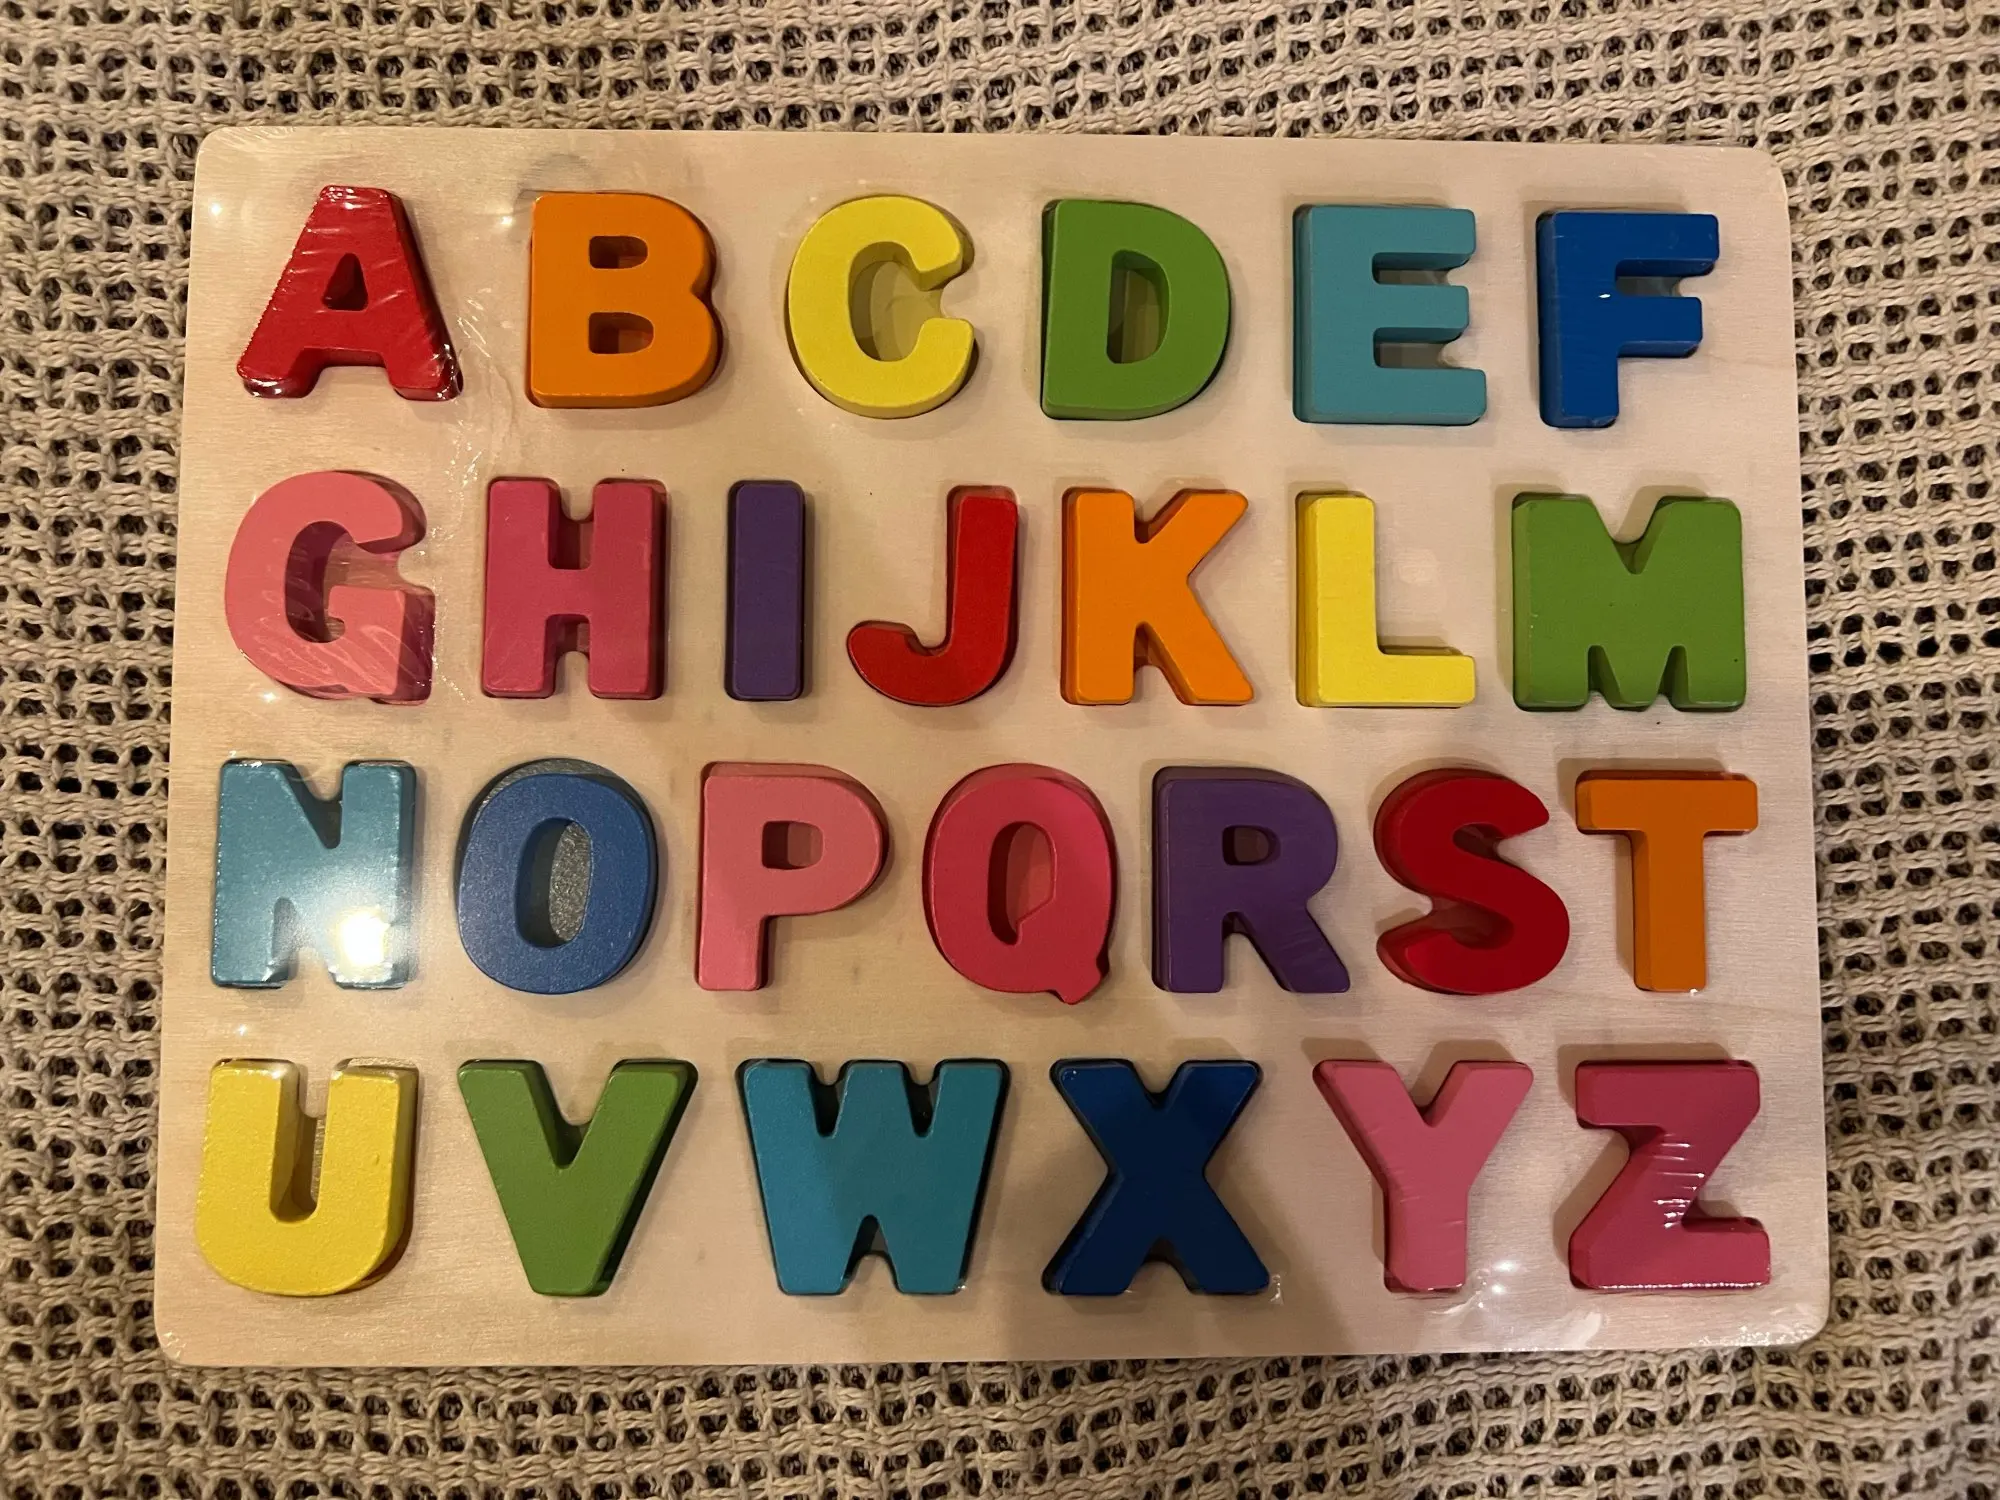 ABCDEF
GHIJKLM
NOPQRST
UVWXYZ